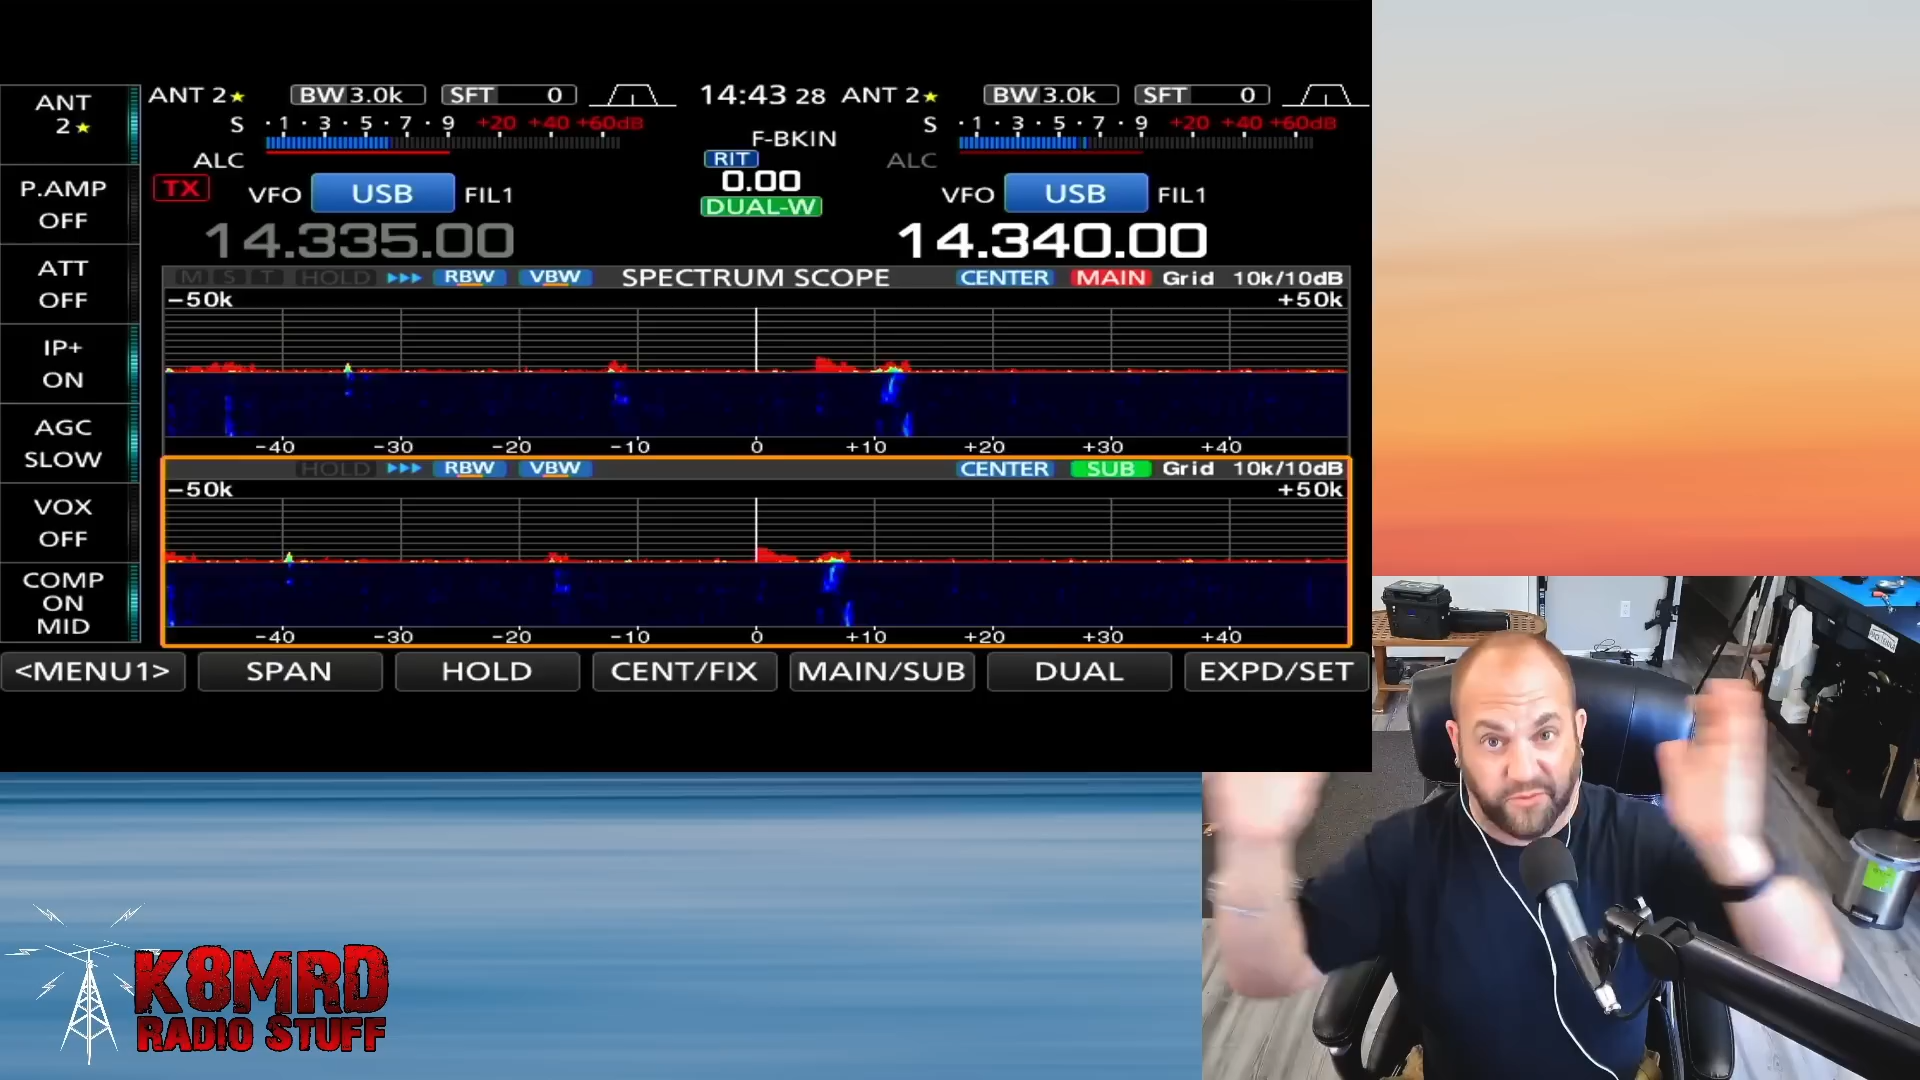 ANT
2★
P.AMP
OFF
ATT
OFF
IP+
ON
AGC
SLOW
VOX
OFF
COMP
ON
MID
ANT 2★ BW 3.0k SFT 0
S ·1·3·5·7·9 +20 +40 +60dB
ALC
TX VFO USB FIL1
14.335.00
14:43 28
F-BKIN
RIT
0.00
DUAL-W
ANT 2★ BW 3.0k SFT 0
S ·1·3·5·7·9 +20 +40 +60dB
ALC
VFO USB FIL1
14.340.00
M S T HOLD RBW VBW SPECTRUM SCOPE CENTER MAIN Grid 10k/10dB
-50k +50k
-40 -30 -20 -10 0 +10 +20 +30 +40
HOLD RBW VBW CENTER SUB Grid 10k/10dB
-50k +50k
-40 -30 -20 -10 0 +10 +20 +30 +40
<MENU1> SPAN HOLD CENT/FIX MAIN/SUB DUAL EXPD/SET
K8MRD
RADIO STUFF